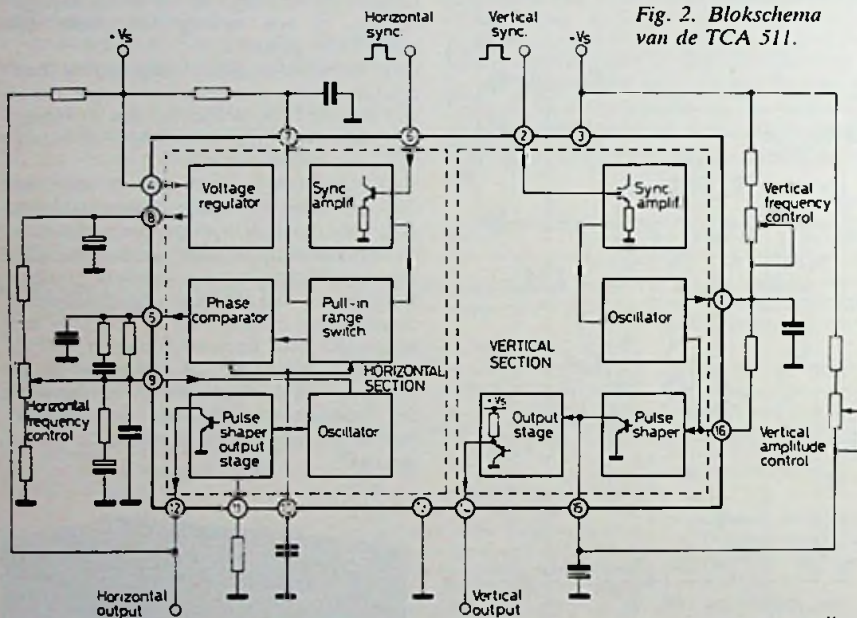 Fig. 2. Blokschema
van de TCA 511.
+Vs
Horizontal
sync.
Vertical
sync.
-Vs
7
6
2
3
4
8
5
9
Voltage
regulator
Sync
amplif.
Sync
amplif.
Vertical
frequency
control
Phase
comparator
Pull-in
range
switch
Oscillator
1
HORIZONTAL
SECTION
VERTICAL
SECTION
Horizontal
frequency
control
Pulse
shaper
output
stage
Oscillator
+Vs
Output
stage
Pulse
shaper
16
Vertical
amplitude
control
12
11
15
Horizontal
output
Vertical
output